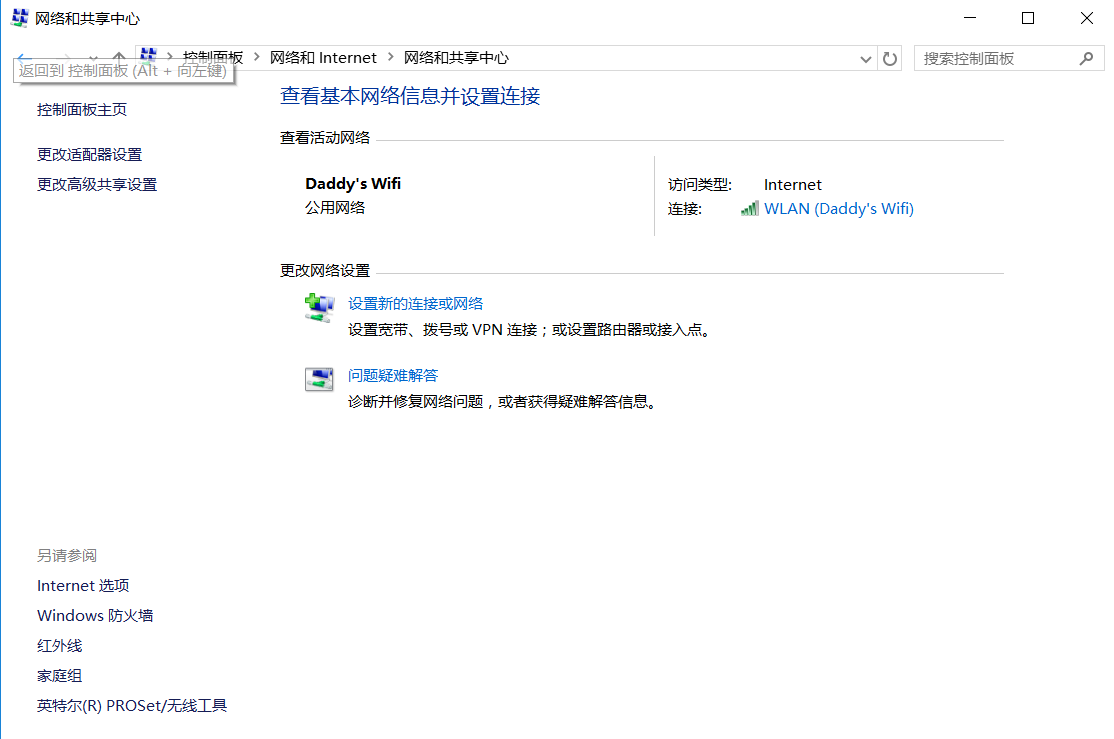 网络和共享中心
控制面板 网络和 Internet 网络和共享中心
搜索控制面板
返回到 控制面板 (Alt + 向左键)
控制面板主页
更改适配器设置
更改高级共享设置
查看基本网络信息并设置连接
查看活动网络
Daddy's Wifi
公用网络
访问类型: Internet
连接: WLAN (Daddy's Wifi)
更改网络设置
设置新的连接或网络
设置宽带、拨号或 VPN 连接；或设置路由器或接入点。
问题疑难解答
诊断并修复网络问题，或者获得疑难解答信息。
另请参阅
Internet 选项
Windows 防火墙
红外线
家庭组
英特尔(R) PROSet/无线工具